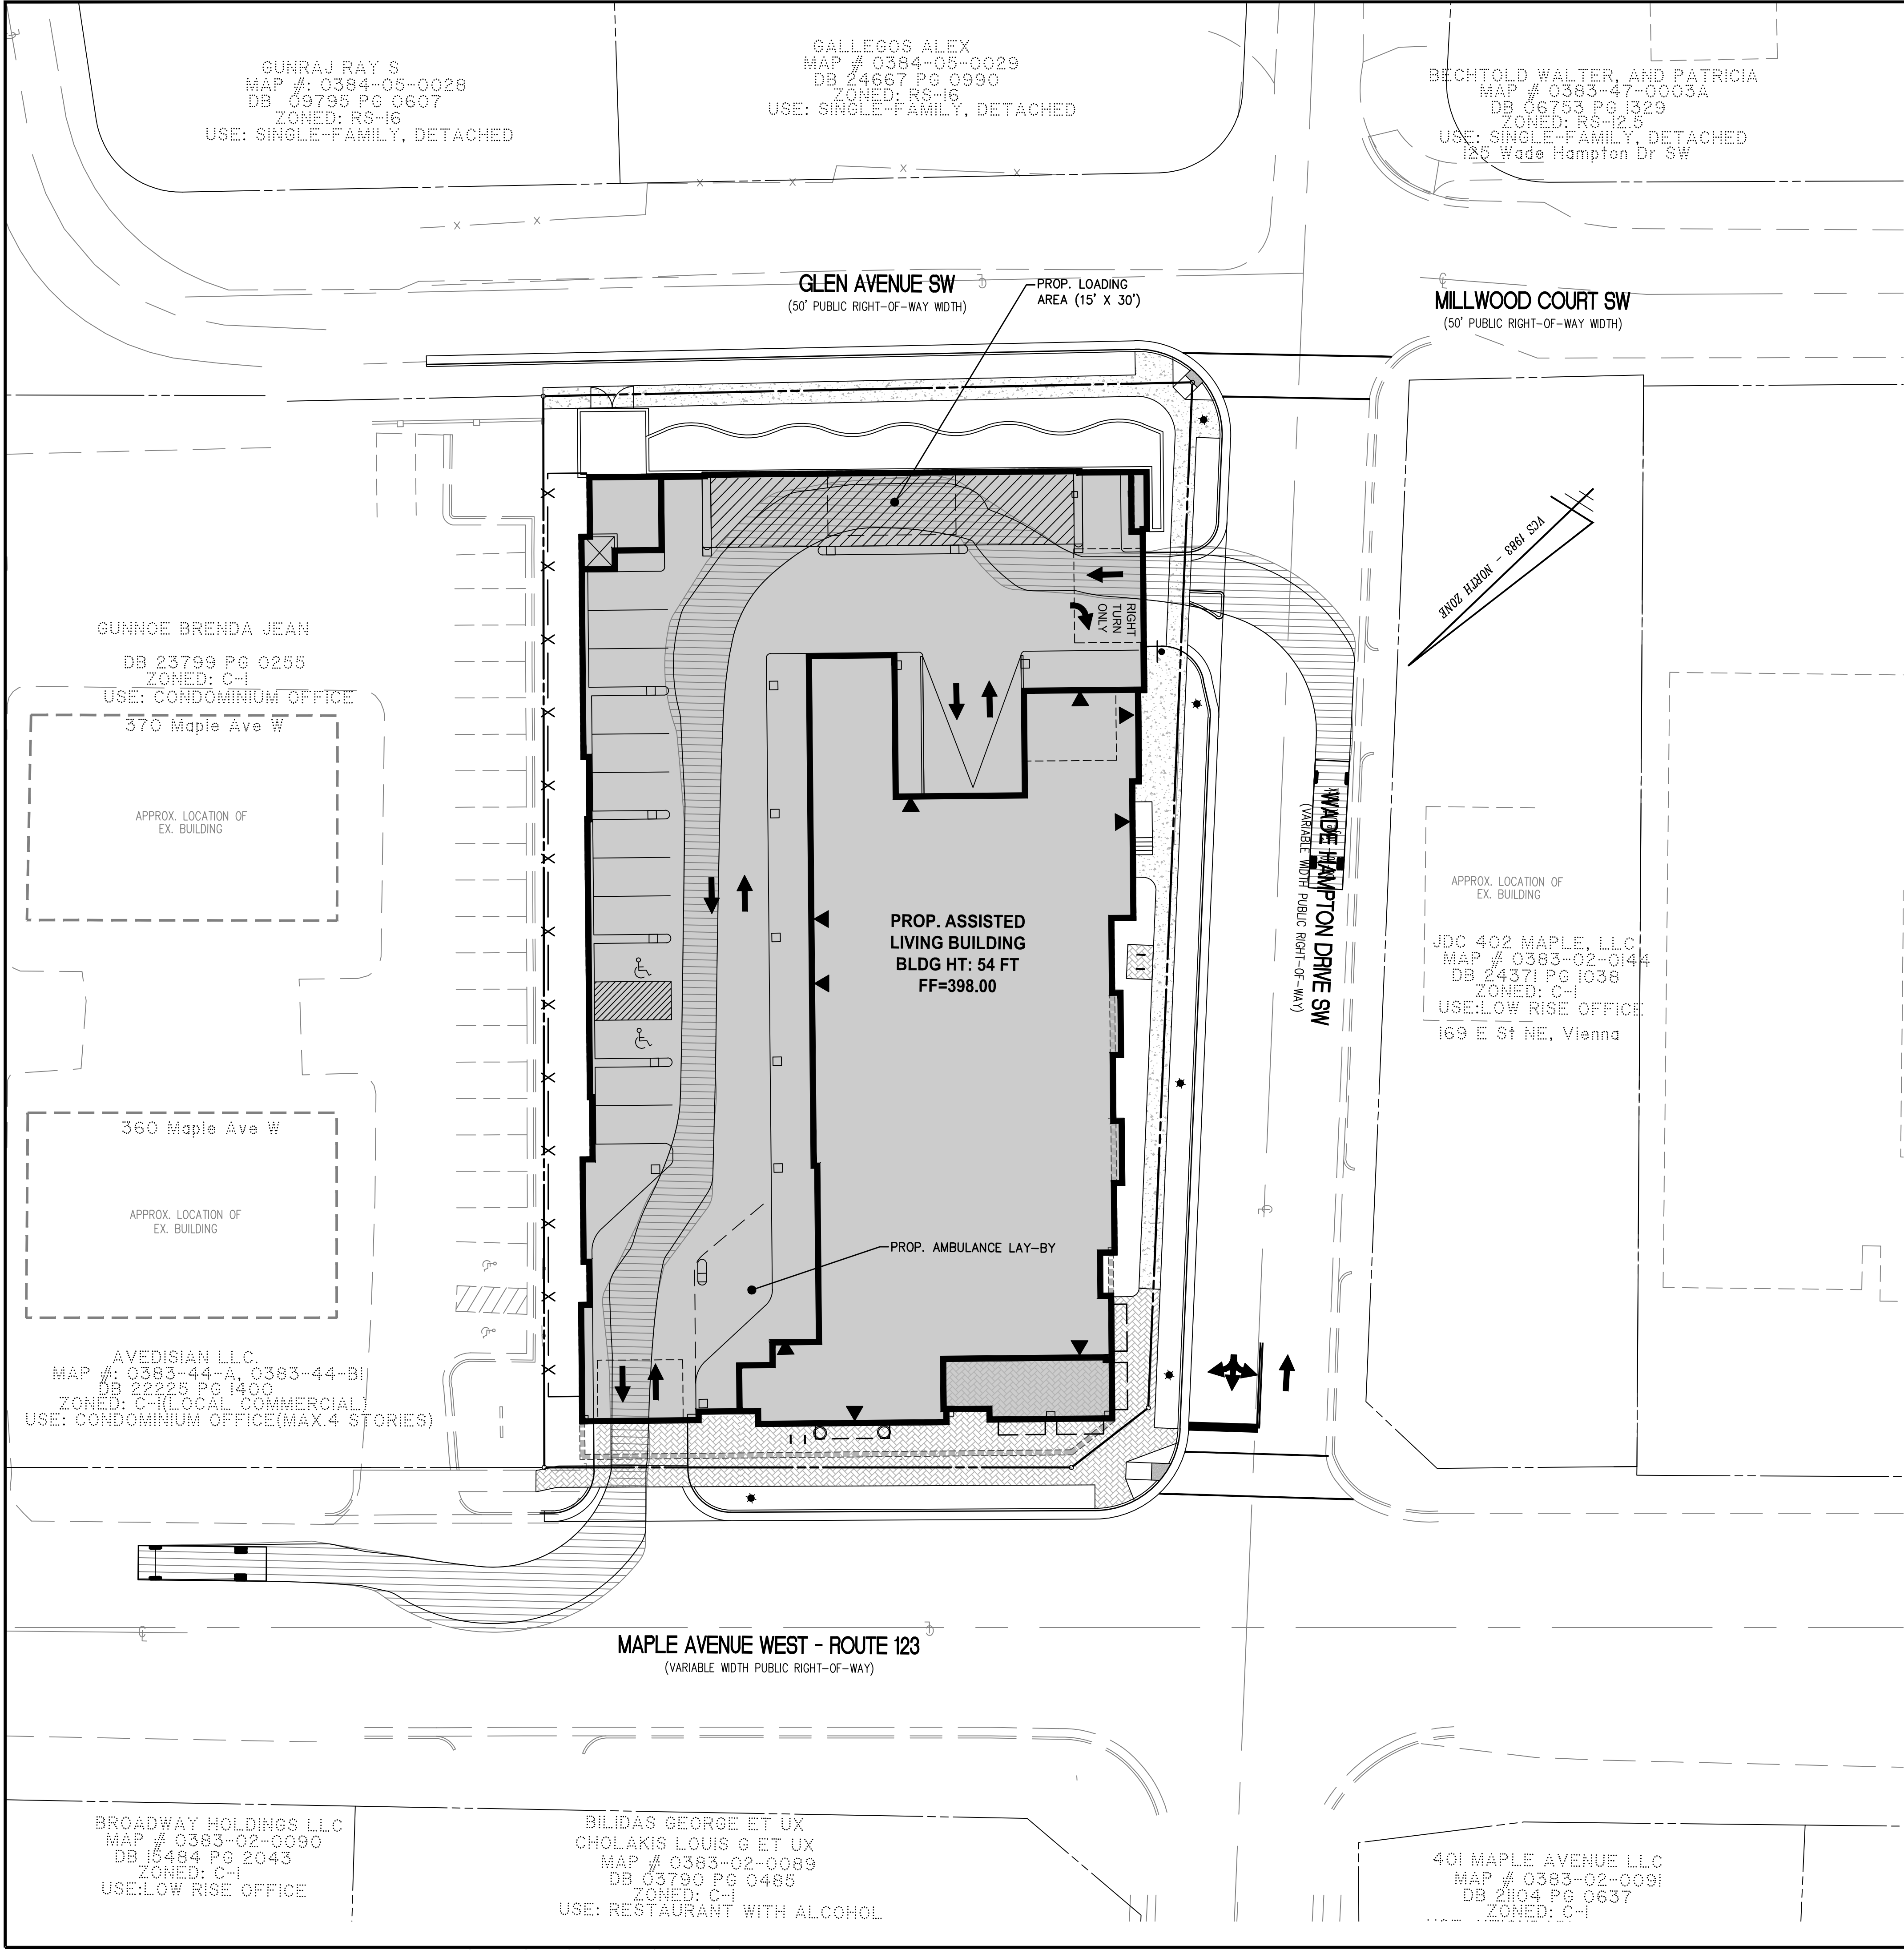 GUNRAJ RAY S
MAP #: 0384-05-0028
DB 09795 PG 0607
ZONED: RS-16
USE: SINGLE-FAMILY, DETACHED
GALLEGOS ALEX
MAP # 0384-05-0029
DB 24667 PG 0990
ZONED: RS-16
USE: SINGLE-FAMILY, DETACHED
BECHTOLD WALTER, AND PATRICIA
MAP # 0383-47-0003A
DB 06753 PG 1329
ZONED: RS-12.5
USE: SINGLE-FAMILY, DETACHED
125 Wade Hampton Dr SW
GLEN AVENUE SW
(50' PUBLIC RIGHT-OF-WAY WIDTH)
PROP. LOADING
AREA (15' X 30')
MILLWOOD COURT SW
(50' PUBLIC RIGHT-OF-WAY WIDTH)
VCS 1983 - NORTH ZONE
RIGHT
TURN
ONLY
GUNNOE BRENDA JEAN
DB 23799 PG 0255
ZONED: C-1
USE: CONDOMINIUM OFFICE
370 Maple Ave W
APPROX. LOCATION OF
EX. BUILDING
PROP. ASSISTED
LIVING BUILDING
BLDG HT: 54 FT
FF=398.00
WADE HAMPTON DRIVE SW
(VARIABLE WIDTH PUBLIC RIGHT-OF-WAY)
APPROX. LOCATION OF
EX. BUILDING
JDC 402 MAPLE, LLC
MAP # 0383-02-0144
DB 24371 PG 1038
ZONED: C-1
USE:LOW RISE OFFICE
169 E St NE, Vienna
360 Maple Ave W
APPROX. LOCATION OF
EX. BUILDING
PROP. AMBULANCE LAY-BY
AVEDISIAN LLC.
MAP #: 0383-44-A, 0383-44-B1
DB 22225 PG 1400
ZONED: C-1(LOCAL COMMERCIAL)
USE: CONDOMINIUM OFFICE(MAX.4 STORIES)
MAPLE AVENUE WEST - ROUTE 123
(VARIABLE WIDTH PUBLIC RIGHT-OF-WAY)
BROADWAY HOLDINGS LLC
MAP # 0383-02-0090
DB 15484 PG 2043
ZONED: C-1
USE:LOW RISE OFFICE
BILIDAS GEORGE ET UX
CHOLAKIS LOUIS G ET UX
MAP # 0383-02-0089
DB 03790 PG 0485
ZONED: C-1
USE: RESTAURANT WITH ALCOHOL
401 MAPLE AVENUE LLC
MAP # 0383-02-0091
DB 21104 PG 0637
ZONED: C-1